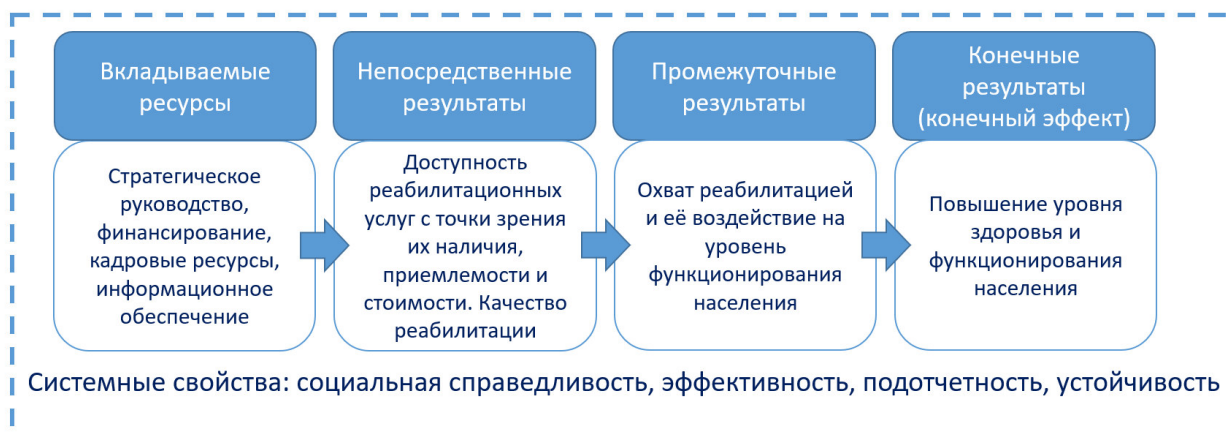 Вкладываемые
ресурсы
Стратегическое
руководство,
финансирование,
кадровые ресурсы,
информационное
обеспечение
Непосредственные
результаты
Доступность
реабилитационных
услуг с точки зрения
их наличия,
приемлемости и
стоимости. Качество
реабилитации
Промежуточные
результаты
Охват реабилитацией
и её воздействие на
уровень
функционирования
населения
Конечные
результаты
(конечный эффект)
Повышение уровня
здоровья и
функционирования
населения
Системные свойства: социальная справедливость, эффективность, подотчетность, устойчивость